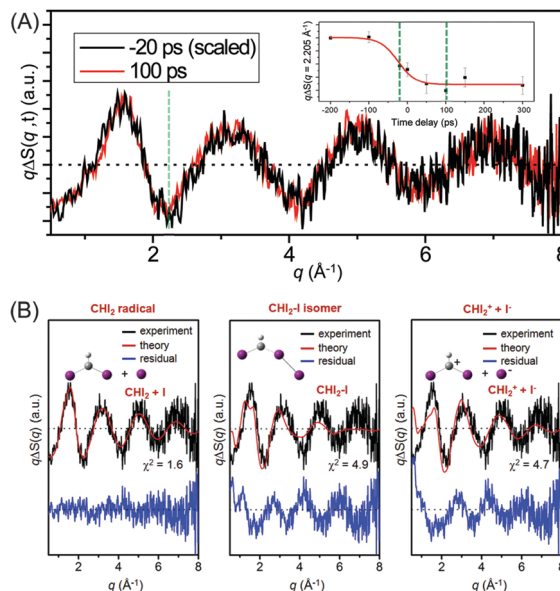 (A)
-20 ps (scaled)
100 ps
qΔS(q ,t) (a.u.)
qΔS(q = 2.205 Å⁻¹)
-200 -100 0 100 200 300
Time delay (ps)
2 4 6 8
q (Å⁻¹)
(B)
CHI₂ radical
experiment
theory
residual
+
CHI₂ + I
χ² = 1.6
qΔS(q) (a.u.)
2 4 6 8
q (Å⁻¹)
CHI₂-I isomer
experiment
theory
residual
CHI₂-I
χ² = 4.9
2 4 6 8
q (Å⁻¹)
CHI₂⁺ + I⁻
experiment
theory
residual
+
+ -
CHI₂⁺ + I⁻
χ² = 4.7
2 4 6 8
q (Å⁻¹)